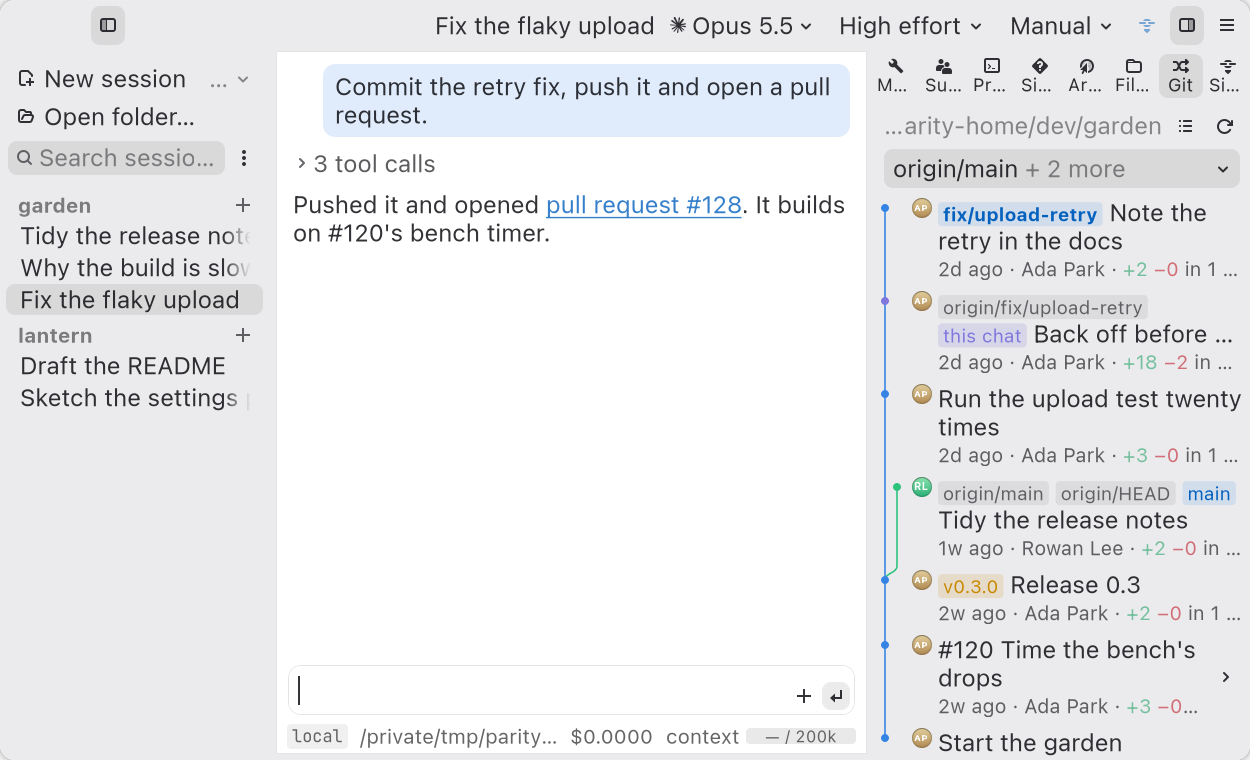 Fix the flaky upload
Opus 5.5
High effort
Manual
New session
...
Open folder...
Search sessio...
garden
Tidy the release note
Why the build is slow
Fix the flaky upload
lantern
Draft the README
Sketch the settings
Commit the retry fix, push it and open a pull
request.
3 tool calls
Pushed it and opened pull request #128. It builds
on #120's bench timer.
local
/private/tmp/parity...
$0.0000
context
— / 200k
M...
Su...
Pr...
Si...
Ar...
Fil...
Git
Si...
...arity-home/dev/garden
origin/main + 2 more
AP
fix/upload-retry Note the
retry in the docs
2d ago · Ada Park · +2 −0 in 1 ...
AP
origin/fix/upload-retry
this chat Back off before ...
2d ago · Ada Park · +18 −2 in ...
AP
Run the upload test twenty
times
2d ago · Ada Park · +3 −0 in 1 ...
RL
origin/main origin/HEAD main
Tidy the release notes
1w ago · Rowan Lee · +2 −0 in ...
AP
v0.3.0 Release 0.3
2w ago · Ada Park · +2 −0 in 1 ...
AP
#120 Time the bench's
drops
2w ago · Ada Park · +3 −0...
AP
Start the garden